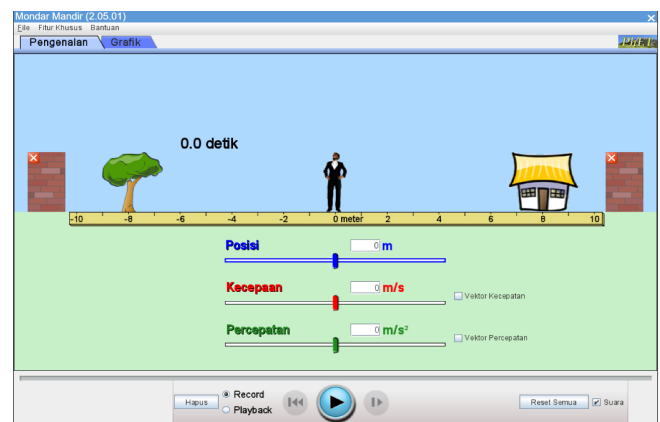 Mondar Mandir (2.05.01)
File Fitur Khusus Bantuan
Pengenalan Grafik PhET
0.0 detik
-10 -8 -6 -4 -2 0 meter 2 4 6 8 10
Posisi 0 m
Kecepaan 0 m/s
Vektor Kecepatan
Percepatan 0 m/s²
Vektor Percepatan
Record
Hapus
Playback
Reset Semua Suara